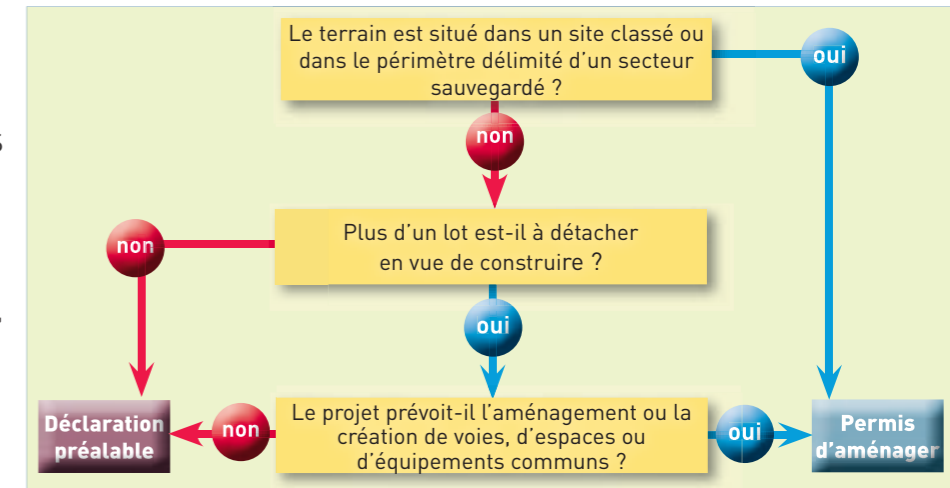 Le terrain est situé dans un site classé ou
dans le périmètre délimité d'un secteur
sauvegardé ?
oui
non
Plus d'un lot est-il à détacher
en vue de construire ?
non
oui
Le projet prévoit-il l'aménagement ou la
création de voies, d'espaces ou
d'équipements communs ?
non
oui
Déclaration
préalable
Permis
d'aménager